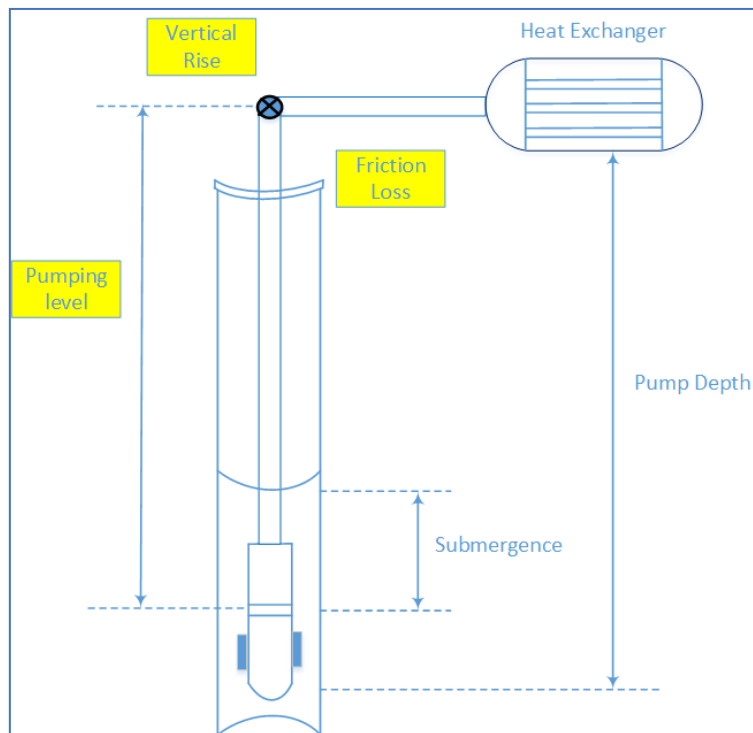 Vertical
Rise
Heat Exchanger
Friction
Loss
Pumping
level
Pump Depth
Submergence